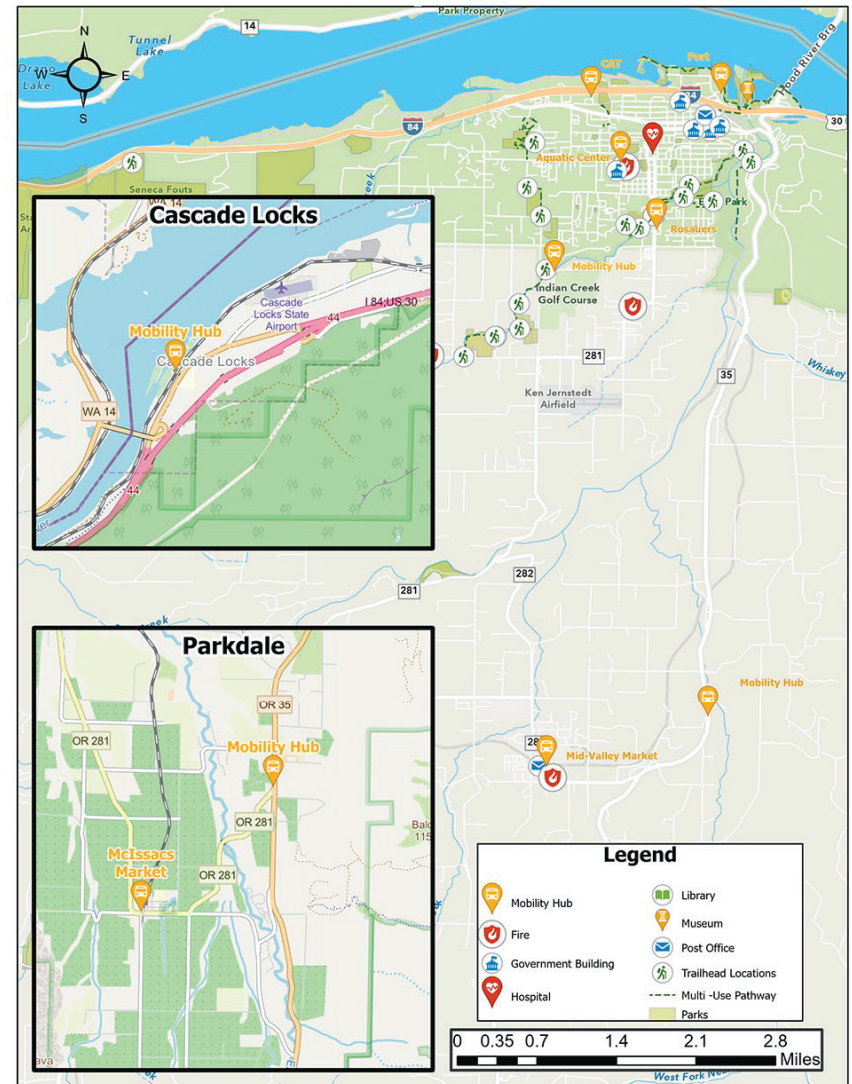 Park Property
14
Tunnel
Lake
Drano
Lake
N
W
E
S
Hood River Brg
CAT
Port
84
84
30
Aquatic Center
Seneca Fouts
Park
Rosauers
Mobility Hub
Indian Creek
Golf Course
281
35
Whiskey
Ken Jernstedt
Airfield
Cascade Locks
WA 14
Cascade
Locks State
Airport
I 84;US 30
44
Mobility Hub
Cascade Locks
WA 14
44
281
282
Mobility Hub
Mid-Valley Market
Parkdale
OR 35
OR 281
Mobility Hub
OR 281
McIssacs
Market
OR 281
Legend
Mobility Hub
Fire
Government Building
Hospital
Library
Museum
Post Office
Trailhead Locations
Multi -Use Pathway
Parks
0 0.35 0.7 1.4 2.1 2.8
Miles
West Fork